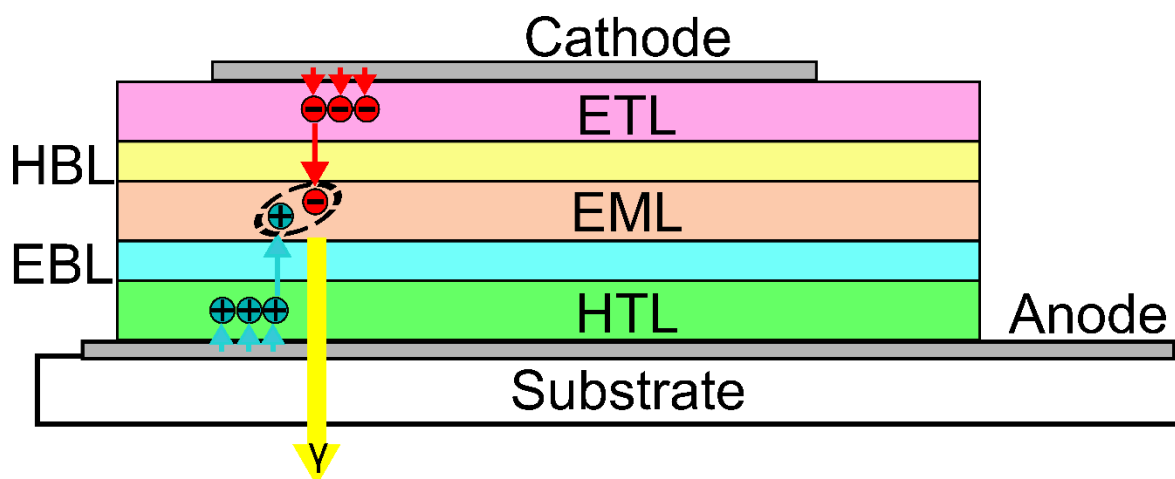 Cathode
ETL
HBL
EML
EBL
HTL
Anode
Substrate
γ